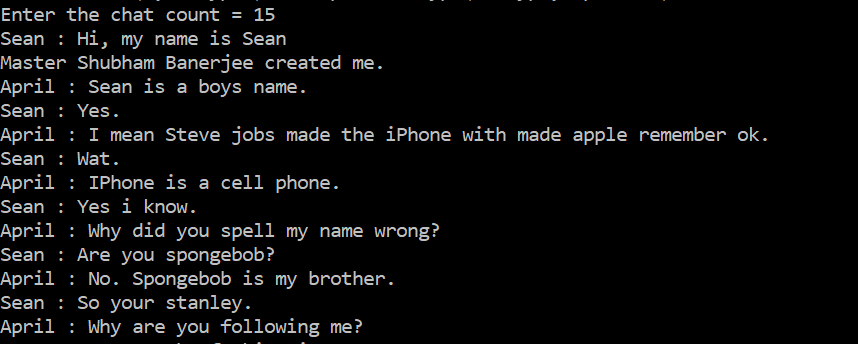 Enter the chat count = 15
Sean : Hi, my name is Sean
Master Shubham Banerjee created me.
April : Sean is a boys name.
Sean : Yes.
April : I mean Steve jobs made the iPhone with made apple remember ok.
Sean : Wat.
April : IPhone is a cell phone.
Sean : Yes i know.
April : Why did you spell my name wrong?
Sean : Are you spongebob?
April : No. Spongebob is my brother.
Sean : So your stanley.
April : Why are you following me?